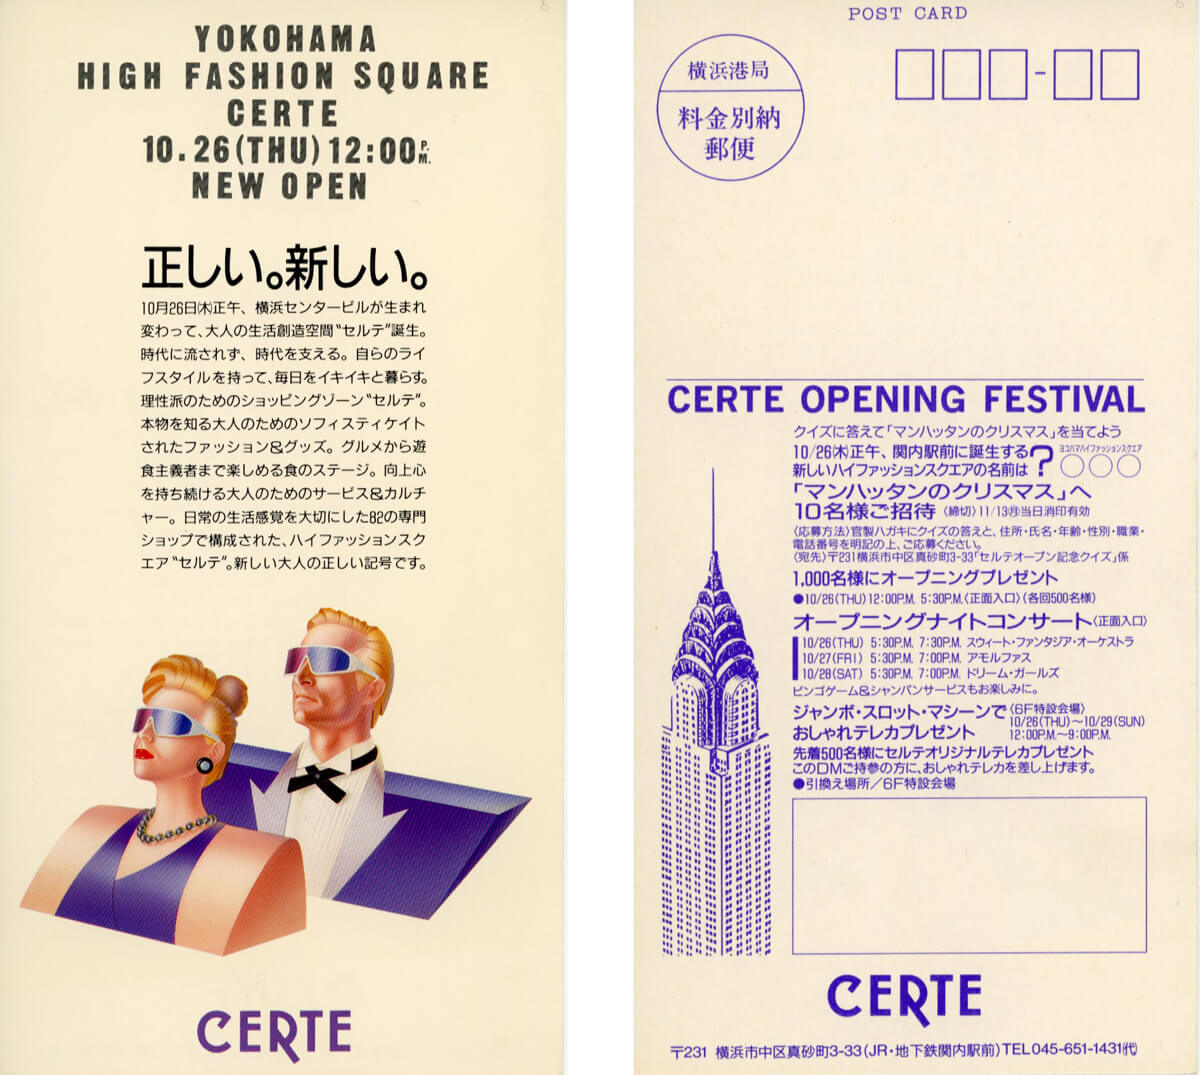 YOKOHAMA
HIGH FASHION SQUARE
CERTE
10.26(THU)12:00P.M.
NEW OPEN
正しい。新しい。
10月26日㈭正午、横浜センタービルが生まれ
変わって、大人の生活創造空間“セルテ”誕生。
時代に流されず、時代を支える。自らのライ
フスタイルを持って、毎日をイキイキと暮らす。
理性派のためのショッピングゾーン“セルテ”。
本物を知る大人のためのソフィスティケイト
されたファッション&グッズ。グルメから遊
食主義者まで楽しめる食のステージ。向上心
を持ち続ける大人のためのサービス&カルチ
ャー。日常の生活感覚を大切にした82の専門
ショップで構成された、ハイファッションスク
エア“セルテ”。新しい大人の正しい記号です。
CERTE
POST CARD
横浜港局
料金別納
郵便
CERTE OPENING FESTIVAL
クイズに答えて「マンハッタンのクリスマス」を当てよう
10/26(木)正午、関内駅前に誕生する
新しいハイファッションスクエアの名前は?
ヨコハマハイファッションスクエア
○○○
「マンハッタンのクリスマス」へ
10名様ご招待〈締切〉11/13㈪当日消印有効
〈応募方法〉官製ハガキにクイズの答えと、住所・氏名・年齢・性別・職業・
電話番号を明記の上、ご応募ください。
〈宛先〉〒231横浜市中区真砂町3-33「セルテオープン記念クイズ」係
1,000名様にオープニングプレゼント
●10/26(THU)12:00P.M. 5:30P.M.〈正面入口〉(各回500名様)
オープニングナイトコンサート〈正面入口〉
10/26(THU) 5:30P.M. 7:30P.M. スウィート・ファンタジア・オーケストラ
10/27(FRI) 5:30P.M. 7:00P.M. アモルファス
10/28(SAT) 5:30P.M. 7:00P.M. ドリーム・ガールズ
ビンゴゲーム&シャンパンサービスもお楽しみに。
ジャンボ・スロット・マシーンで
おしゃれテレカプレゼント
〈6F特設会場〉
10/26(THU)〜10/29(SUN)
12:00P.M.〜9:00P.M.
先着500名様にセルテオリジナルテレカプレゼント
このDMご持参の方に、おしゃれテレカを差し上げます。
●引換え場所/6F特設会場
CERTE
〒231 横浜市中区真砂町3-33(JR・地下鉄関内駅前)TEL045-651-1431㈹